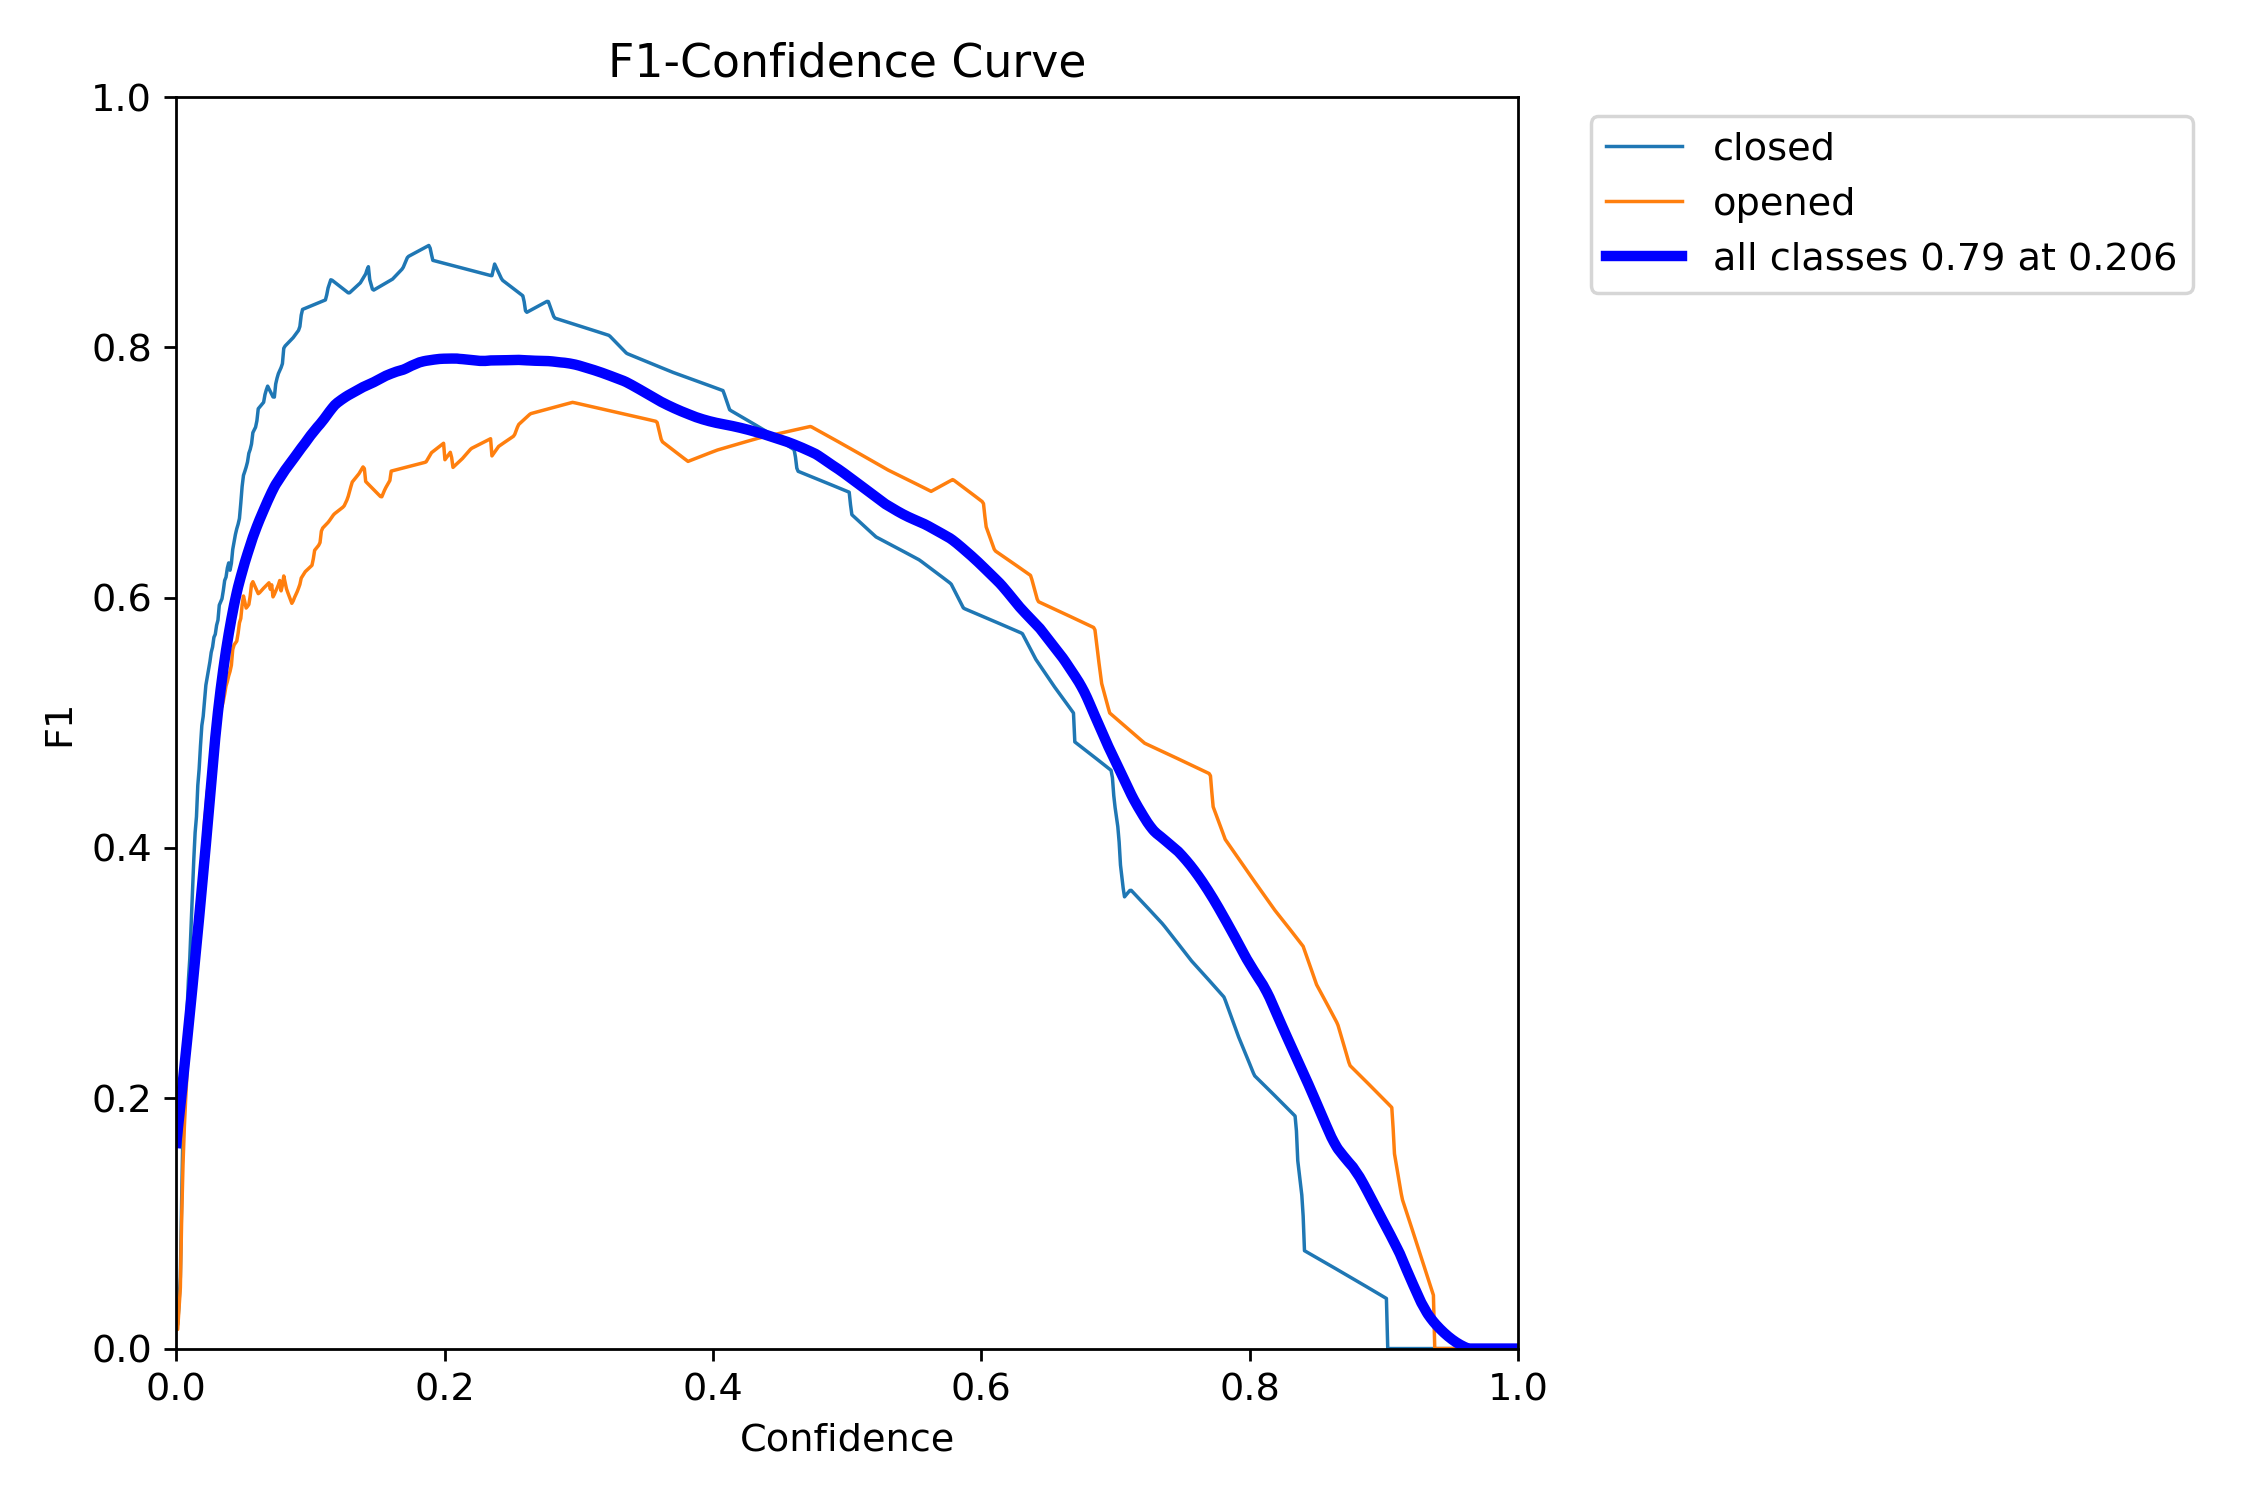 F1-Confidence Curve
closed
opened
all classes 0.79 at 0.206
F1
1.0
0.8
0.6
0.4
0.2
0.0
0.0 0.2 0.4 0.6 0.8 1.0
Confidence